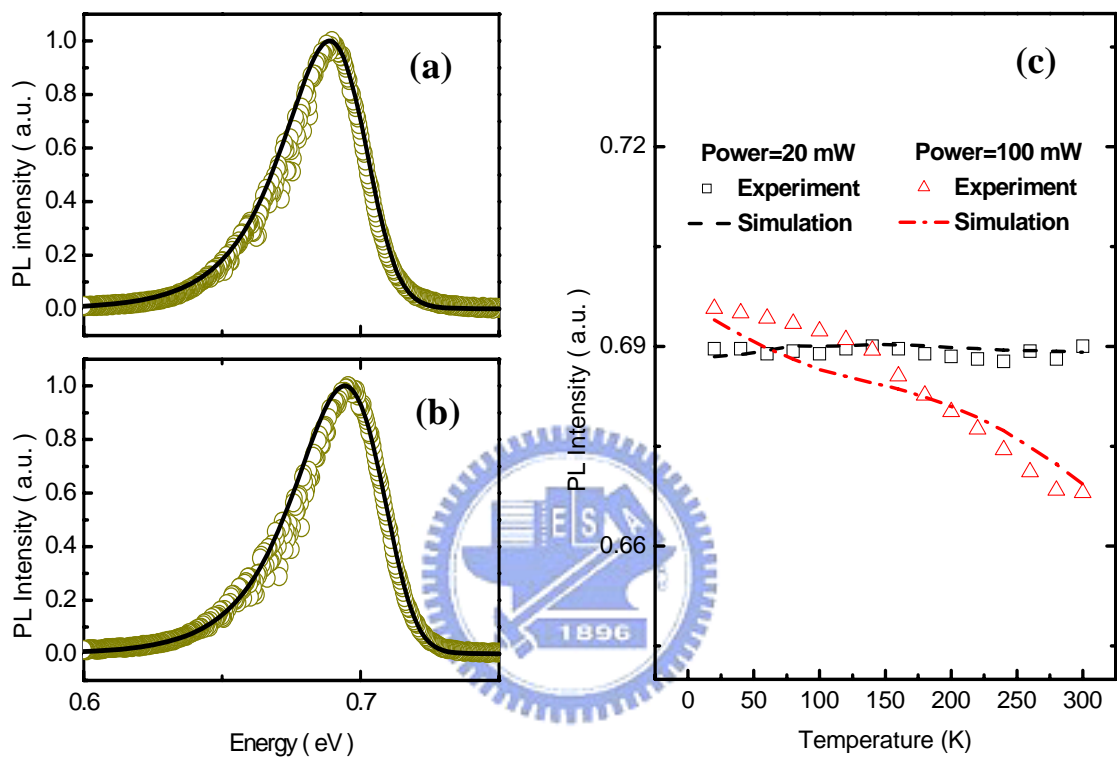 (a)
PL intensity ( a.u. )
1.0
0.8
0.6
0.4
0.2
0.0
(b)
PL Intensity ( a.u. )
1.0
0.8
0.6
0.4
0.2
0.0
0.6
0.7
Energy ( eV )
(c)
PL Intensity ( a.u. )
0.72
0.69
0.66
Power=20 mW
Experiment
Simulation
Power=100 mW
Experiment
Simulation
0
50
100
150
200
250
300
Temperature (K)
E S A
1896